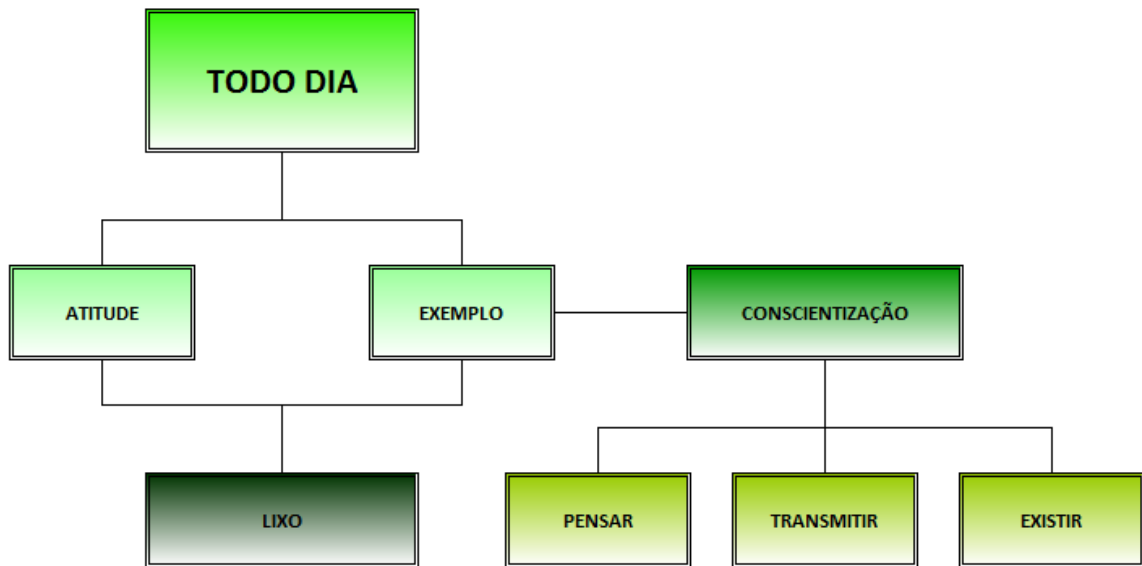 TODO DIA
ATITUDE
EXEMPLO
CONSCIENTIZAÇÃO
LIXO
PENSAR
TRANSMITIR
EXISTIR